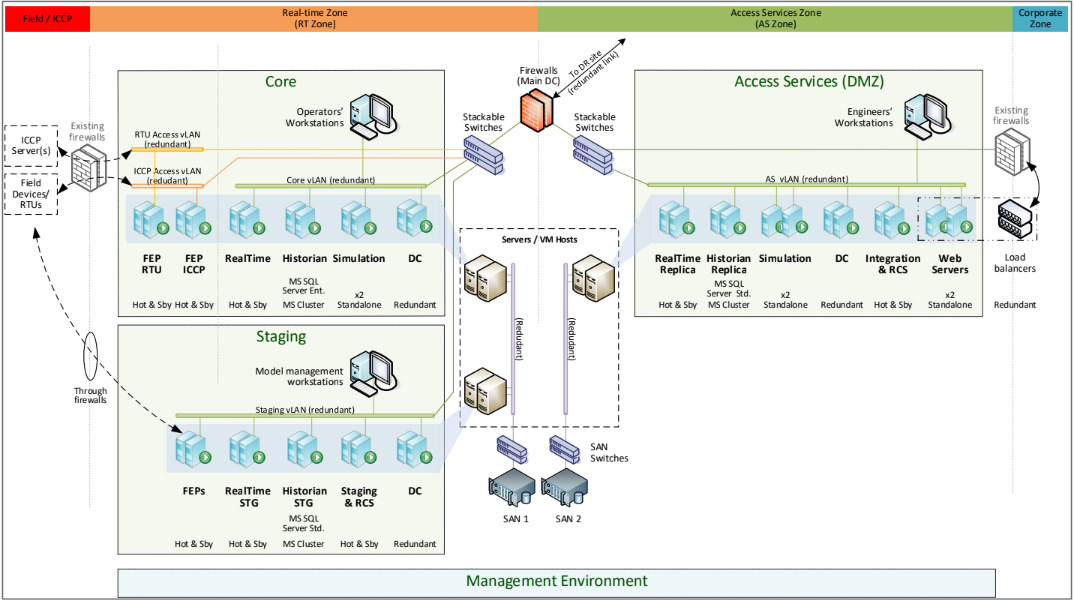 Field / ICCP
Real-time Zone
(RT Zone)
Access Services Zone
(AS Zone)
Corporate
Zone
Core
Operators'
Workstations
Firewalls
(Main DC)
To DR site
(redundant link)
Stackable
Switches
Stackable
Switches
Access Services (DMZ)
Engineers'
Workstations
Existing
firewalls
Existing
firewalls
ICCP
Server(s)
Field
Devices/
RTUs
RTU Access vLAN
(redundant)
ICCP Access vLAN
(redudant)
Core vLAN (redundant)
AS vLAN (redundant)
FEP
RTU
FEP
ICCP
RealTime
Historian
Simulation
DC
MS SQL
Server Ent.
Hot & Sby
Hot & Sby
Hot & Sby
MS Cluster
x2
Standalone
Redundant
Servers / VM Hosts
(Redudant)
(Redudant)
RealTime
Replica
Historian
Replica
Simulation
DC
Integration
& RCS
Web
Servers
Load
balancers
MS SQL
Server Std.
Hot & Sby
MS Cluster
x2
Standalone
Redundant
Hot & Sby
x2
Standalone
Redundant
Staging
Model management
workstations
Staging vLAN (redundant)
Through
firewalls
FEPs
RealTime
STG
Historian
STG
Staging
& RCS
DC
MS SQL
Server Std.
Hot & Sby
Hot & Sby
MS Cluster
Hot & Sby
Redundant
SAN
Switches
SAN 1
SAN 2
Management Environment